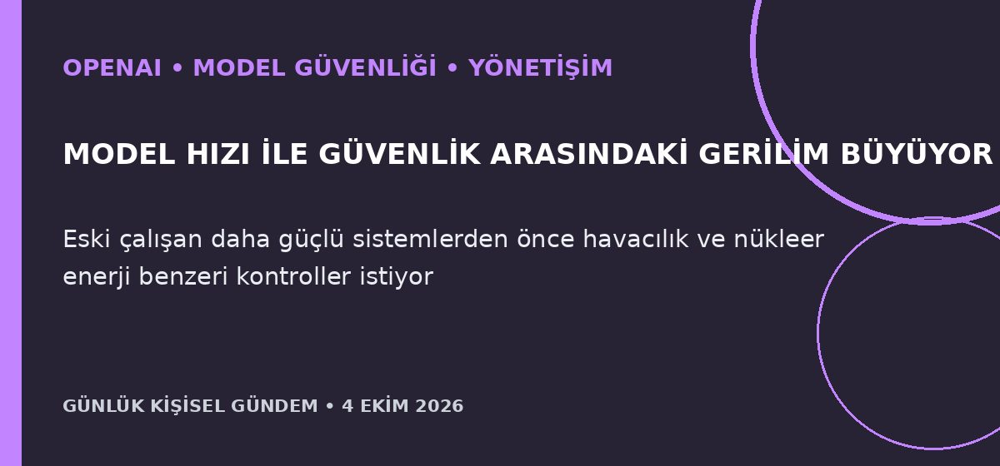 OPENAI • MODEL GÜVENLİĞİ • YÖNETİŞİM
MODEL HIZI İLE GÜVENLİK ARASINDAKİ GERİLİM BÜYÜYOR
Eski çalışan daha güçlü sistemlerden önce havacılık ve nükleer
enerji benzeri kontroller istiyor
GÜNLÜK KİŞİSEL GÜNDEM • 4 EKİM 2026